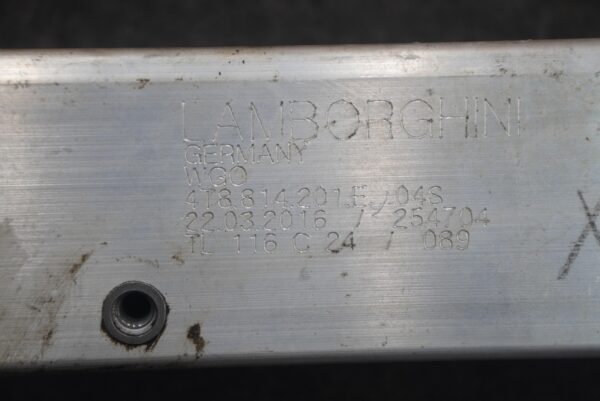 LAMBORGHINI
GERMANY
WGO
4T8.814.201.E /04S
22.03.2016 / 254704
TL 116 C 24 / 089
X